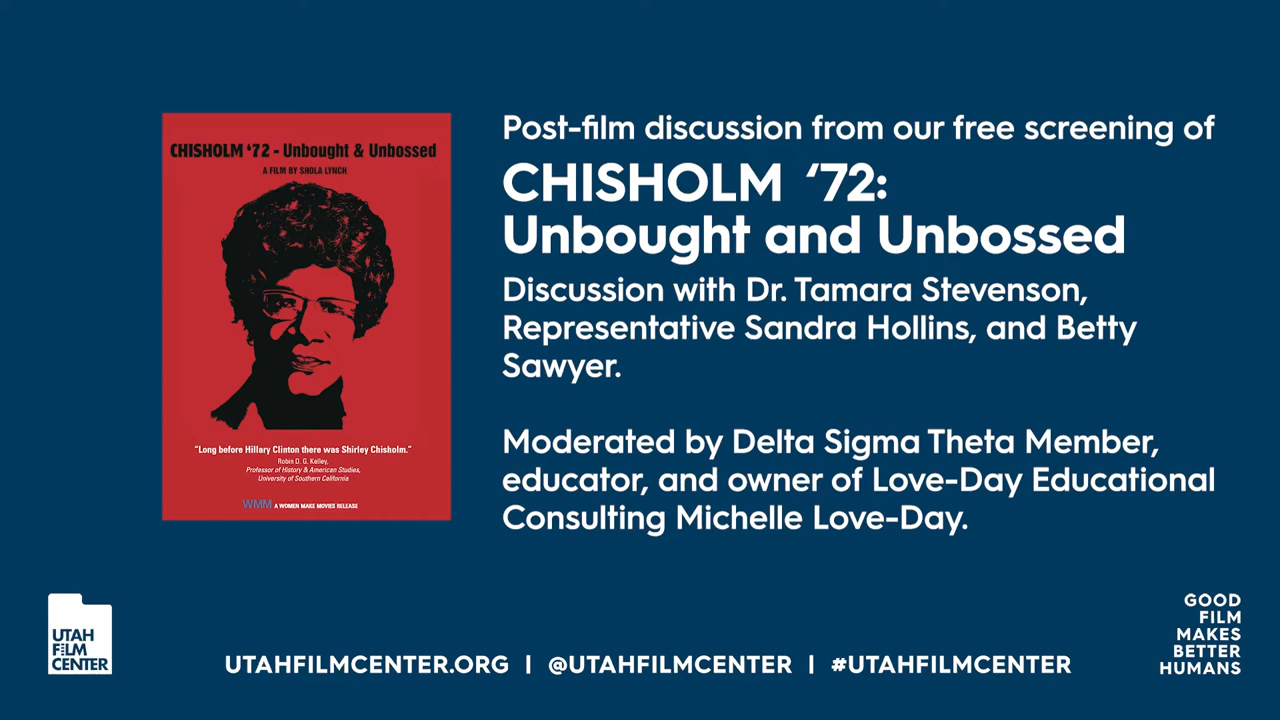 CHISHOLM ‘72 - Unbought & Unbossed
A FILM BY SHOLA LYNCH
“Long before Hillary Clinton there was Shirley Chisholm.”
Robin D. G. Kelley,
Professor of History & American Studies,
University of Southern California
WMM A WOMEN MAKE MOVIES RELEASE
Post-film discussion from our free screening of
CHISHOLM ‘72:
Unbought and Unbossed
Discussion with Dr. Tamara Stevenson,
Representative Sandra Hollins, and Betty
Sawyer.
Moderated by Delta Sigma Theta Member,
educator, and owner of Love-Day Educational
Consulting Michelle Love-Day.
UTAH
FILM
CENTER
UTAHFILMCENTER.ORG | @UTAHFILMCENTER | #UTAHFILMCENTER
GOOD
FILM
MAKES
BETTER
HUMANS